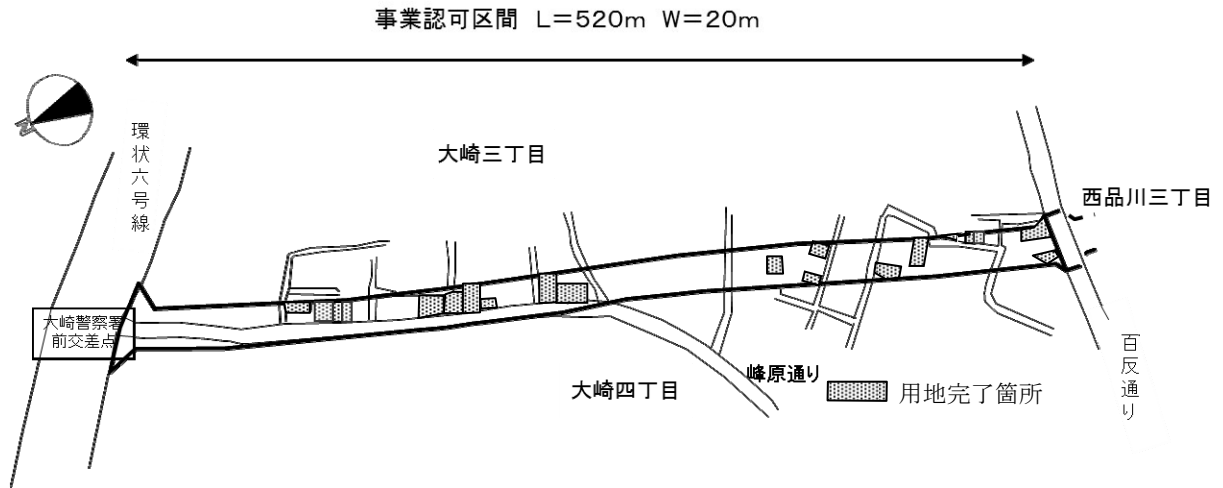 事業認可区間 L=520m W=20m
環状六号線
大崎三丁目
西品川三丁目
大崎警察署
前交差点
大崎四丁目
峰原通り
用地完了箇所
百反通り